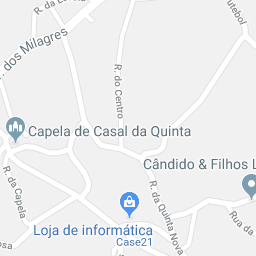 R. da L
Futebol
R. dos Milagres
R. do Centro
Capela de Casal da Quinta
Cândido & Filhos L
R. da Capela
R. da Quinta Nova
Rua da
Loja de informática
Case21
osa